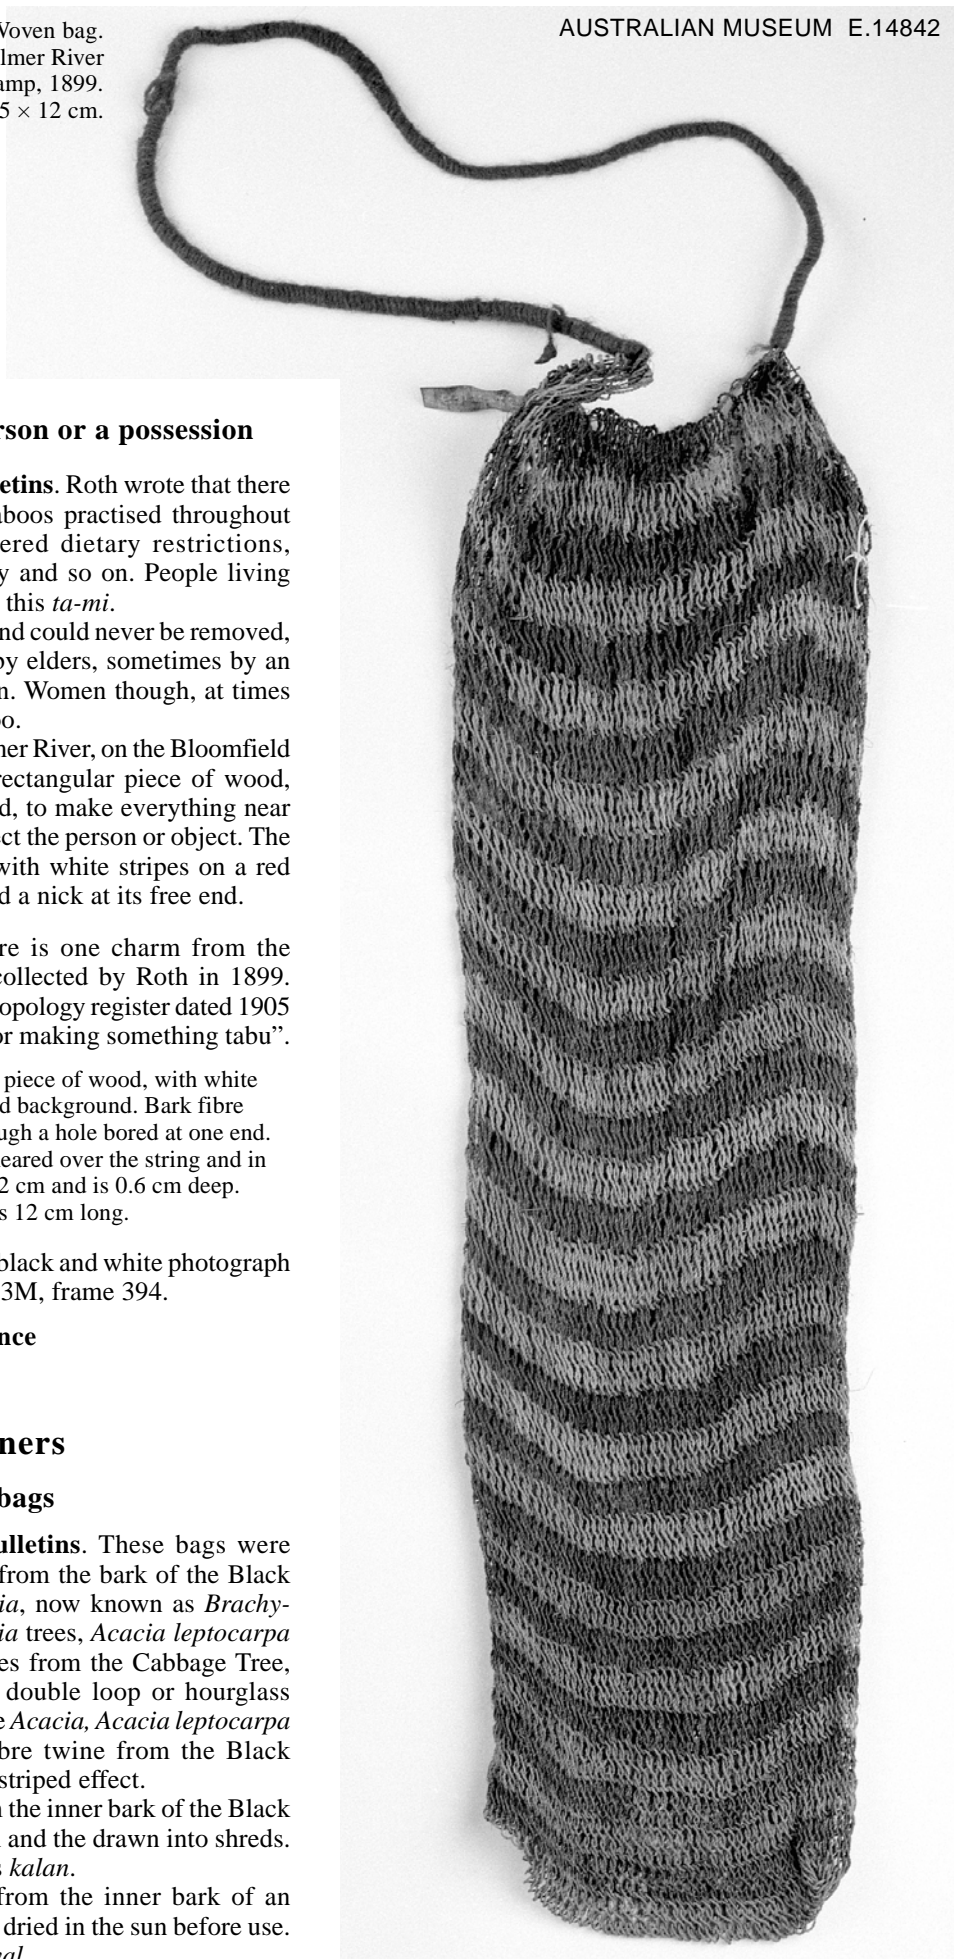 Woven bag.
lmer River
amp, 1899.
5 × 12 cm.
AUSTRALIAN MUSEUM E.14842
rson or a possession
etins. Roth wrote that there
aboos practised throughout
ered dietary restrictions,
y and so on. People living
this ta-mi.
nd could never be removed,
by elders, sometimes by an
n. Women though, at times
oo.
ner River, on the Bloomfield
rectangular piece of wood,
d, to make everything near
ect the person or object. The
with white stripes on a red
d a nick at its free end.
re is one charm from the
collected by Roth in 1899.
opology register dated 1905
or making something tabu”.
piece of wood, with white
d background. Bark fibre
ugh a hole bored at one end.
eared over the string and in
2 cm and is 0.6 cm deep.
s 12 cm long.
black and white photograph
3M, frame 394.
nce
ners
bags
ulletins. These bags were
from the bark of the Black
ia, now known as Brachy-
ia trees, Acacia leptocarpa
es from the Cabbage Tree,
double loop or hourglass
e Acacia, Acacia leptocarpa
bre twine from the Black
striped effect.
n the inner bark of the Black
and the drawn into shreds.
s kalan.
from the inner bark of an
dried in the sun before use.